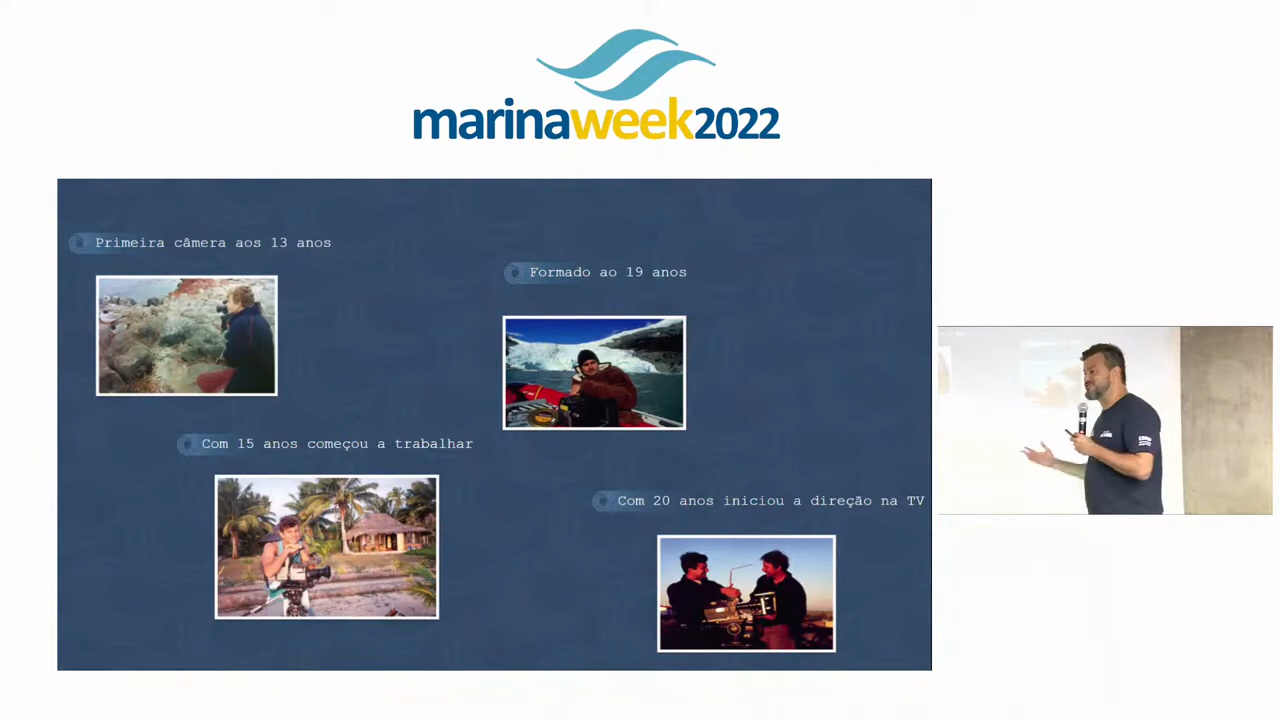 marinaweek2022
Primeira câmera aos 13 anos
Formado ao 19 anos
Com 15 anos começou a trabalhar
Com 20 anos iniciou a direção na TV